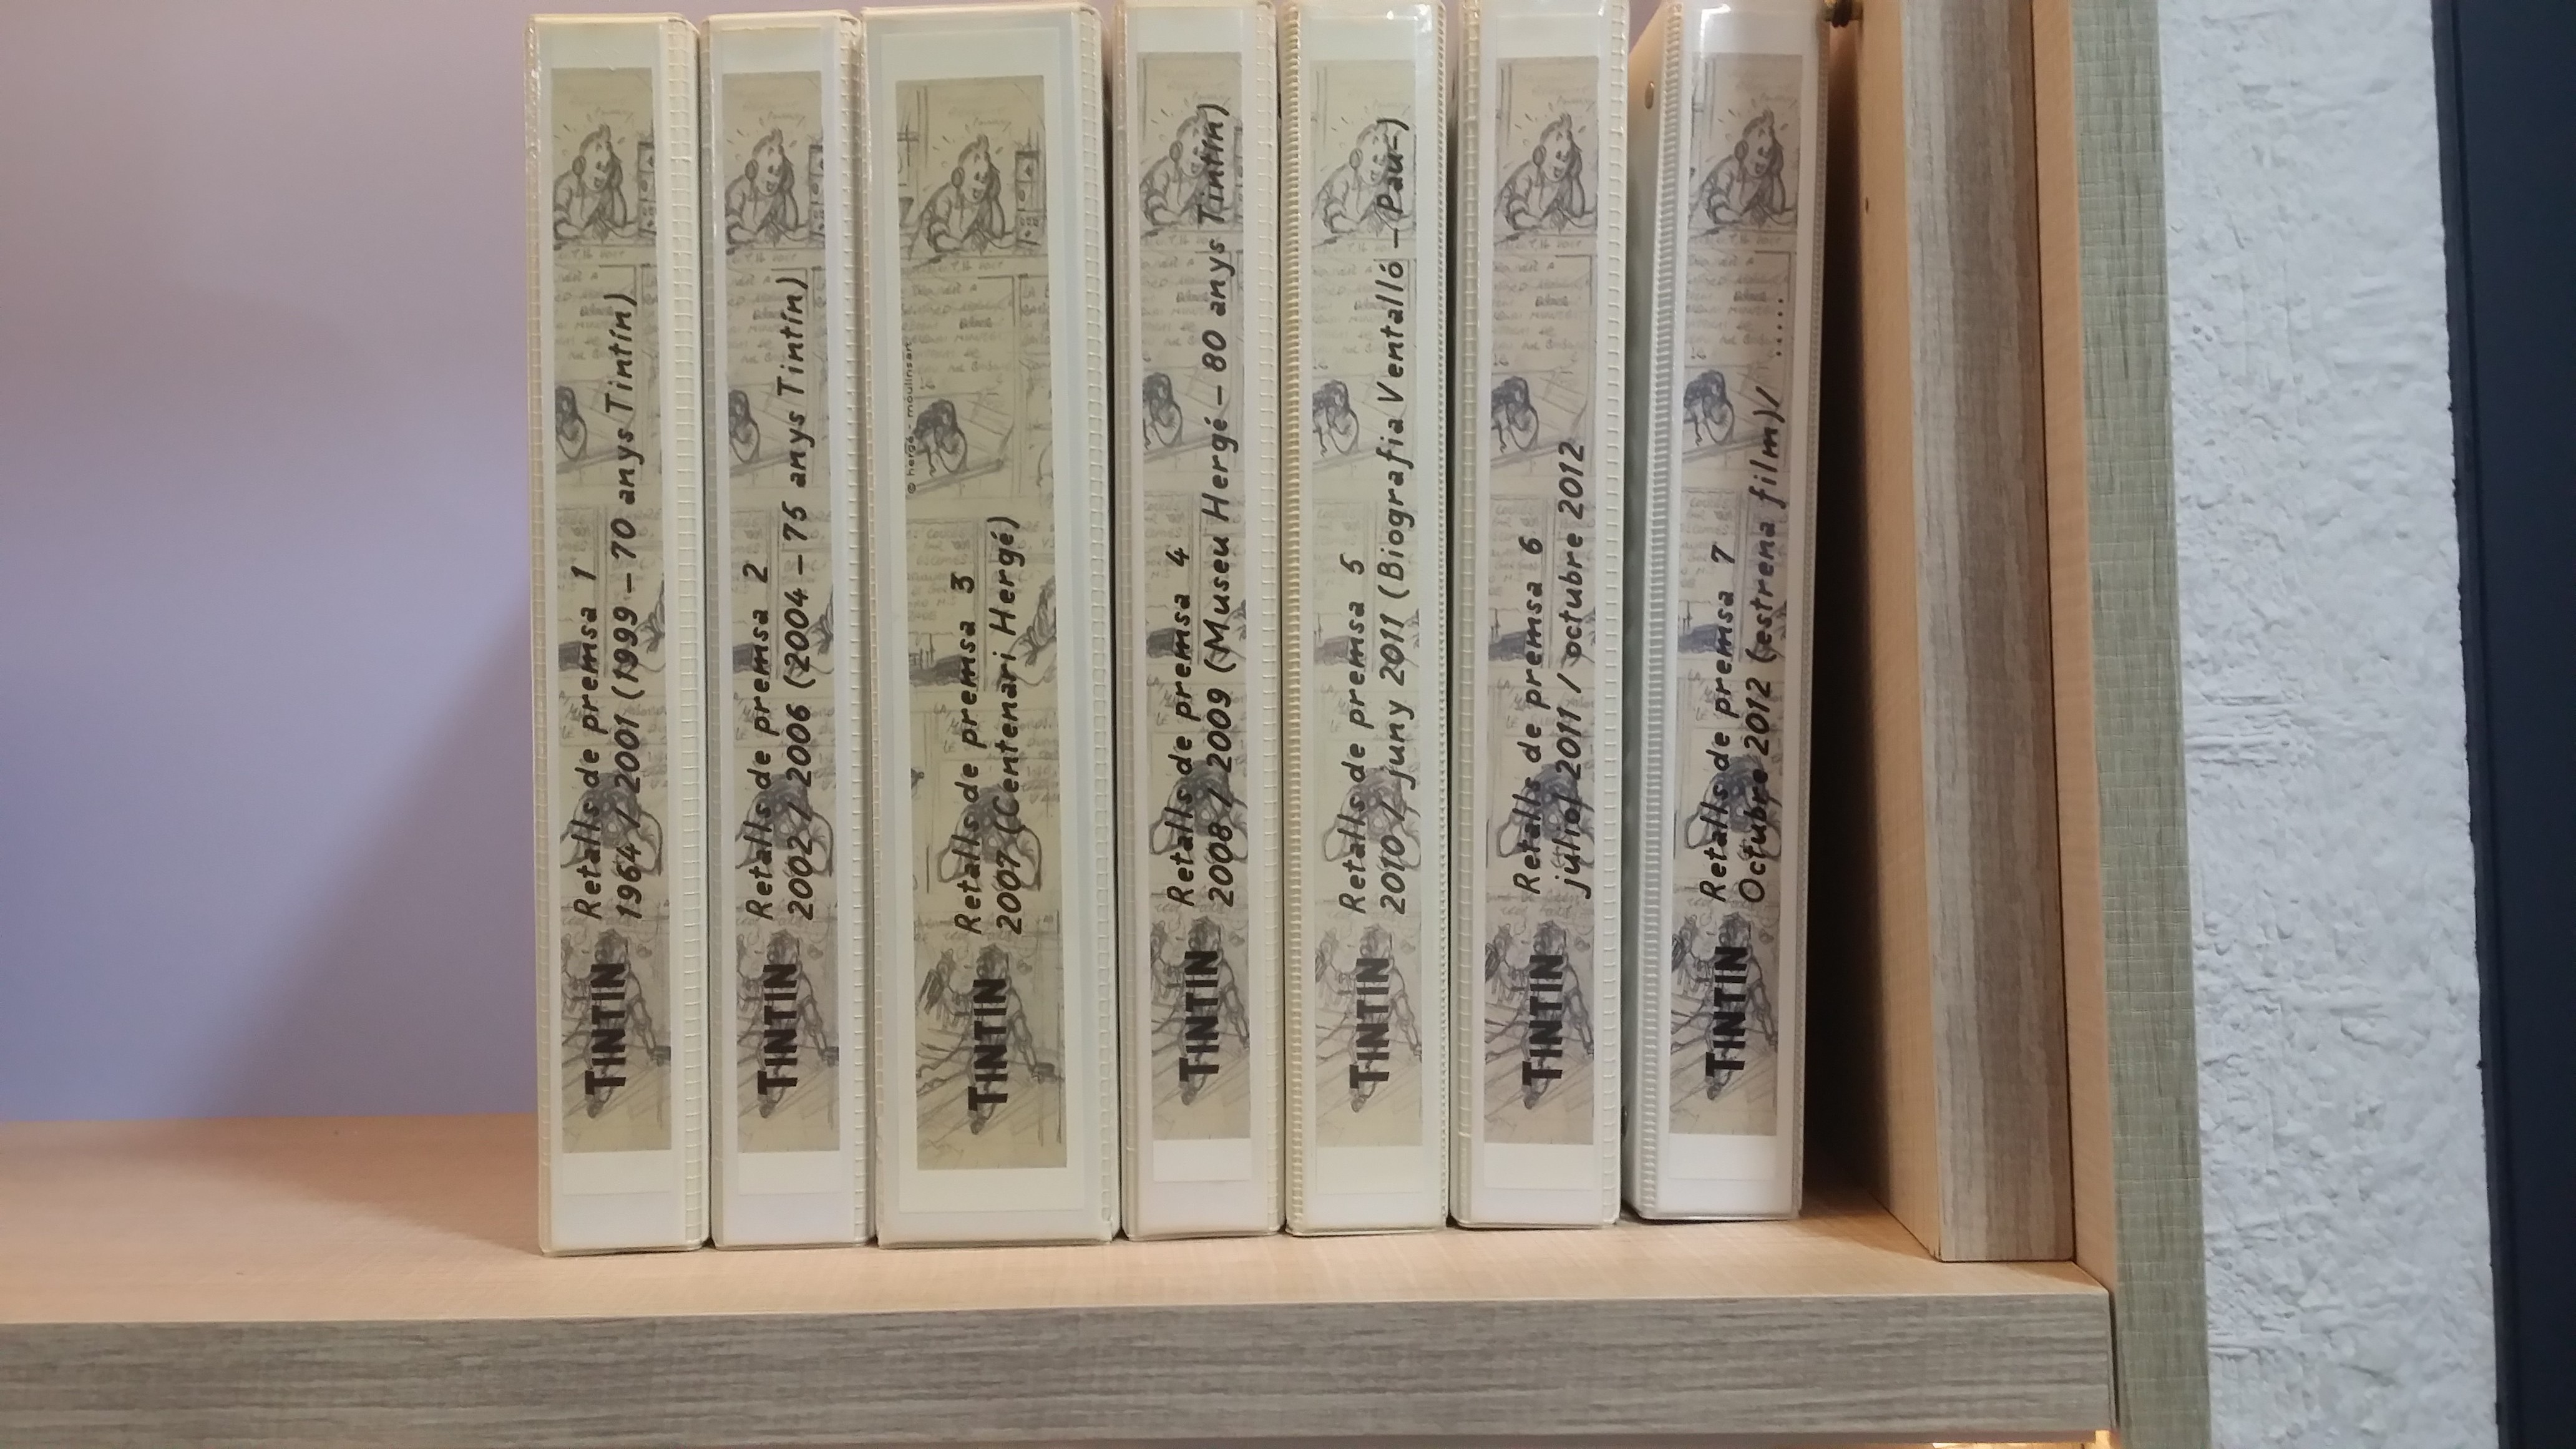 TINTIN
Retalls de premsa 1
1964 / 2001 (1999 - 70 anys Tintín)
TINTIN
Retalls de premsa 2
2002 / 2006 (2004 - 75 anys Tintín)
TINTIN
Retalls de premsa 3
2007 (Centenari Hergé)
© hergé - moulinsart
TINTIN
Retalls de premsa 4
2008 / 2009 (Museu Hergé - 80 anys Tintín)
TINTIN
Retalls de premsa 5
2010 / juny 2011 (Biografia Ventalló - Pau-)
TINTIN
Retalls de premsa 6
juliol 2011 / octubre 2012
TINTIN
Retalls de premsa 7
Octubre 2012 (estrena film) / .....